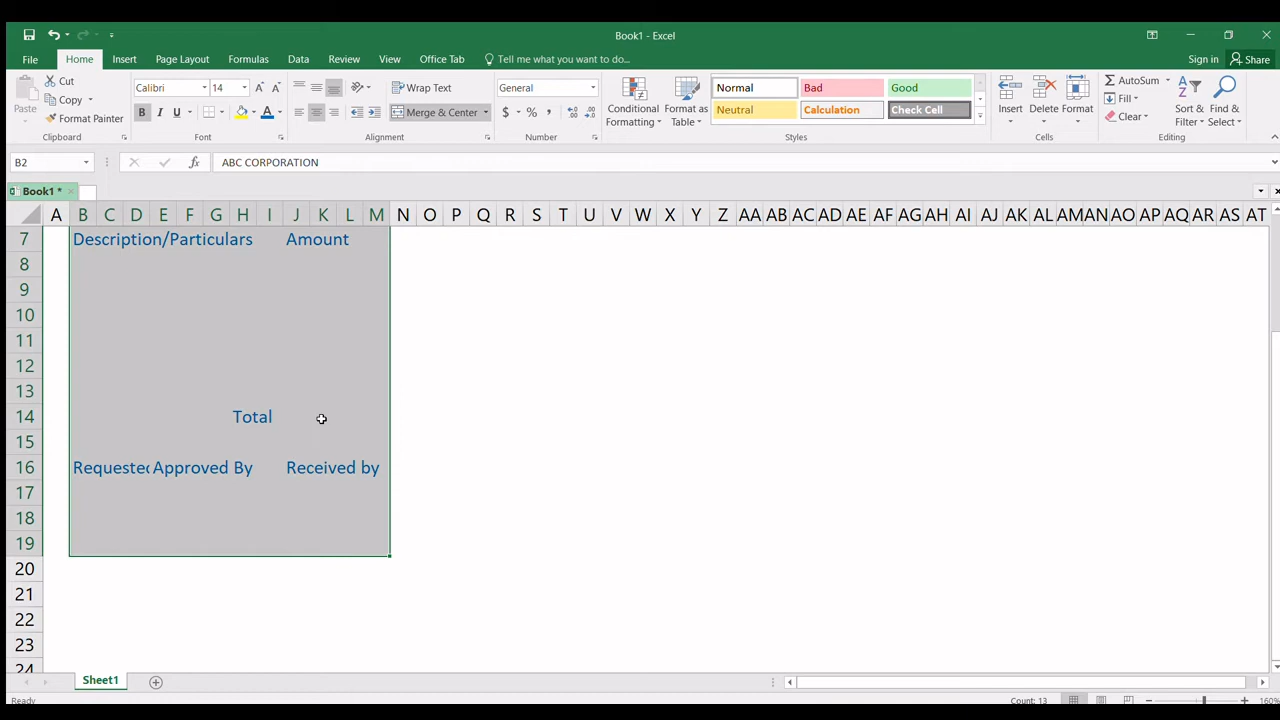 Book1 - Excel
File Home Insert Page Layout Formulas Data Review View Office Tab Tell me what you want to do... Sign in Share
Paste Cut Copy Format Painter Clipboard
Calibri 14 A A B I U A Font
Wrap Text Merge & Center Alignment
General $ % , Number
Conditional Formatting Format as Table Normal Bad Good Neutral Calculation Check Cell Styles
Insert Delete Format Cells
AutoSum Fill Clear Sort & Filter Find & Select Editing
B2 fx ABC CORPORATION
Book1 *
A B C D E F G H I J K L M N O P Q R S T U V W X Y Z AA AB AC AD AE AF AG AH AI AJ AK AL AM AN AO AP AQ AR AS AT
7 Description/Particulars Amount
8
9
10
11
12
13
14 Total
15
16 Requested Approved By Received by
17
18
19
20
21
22
23
24
Sheet1
Ready Count: 13 160%